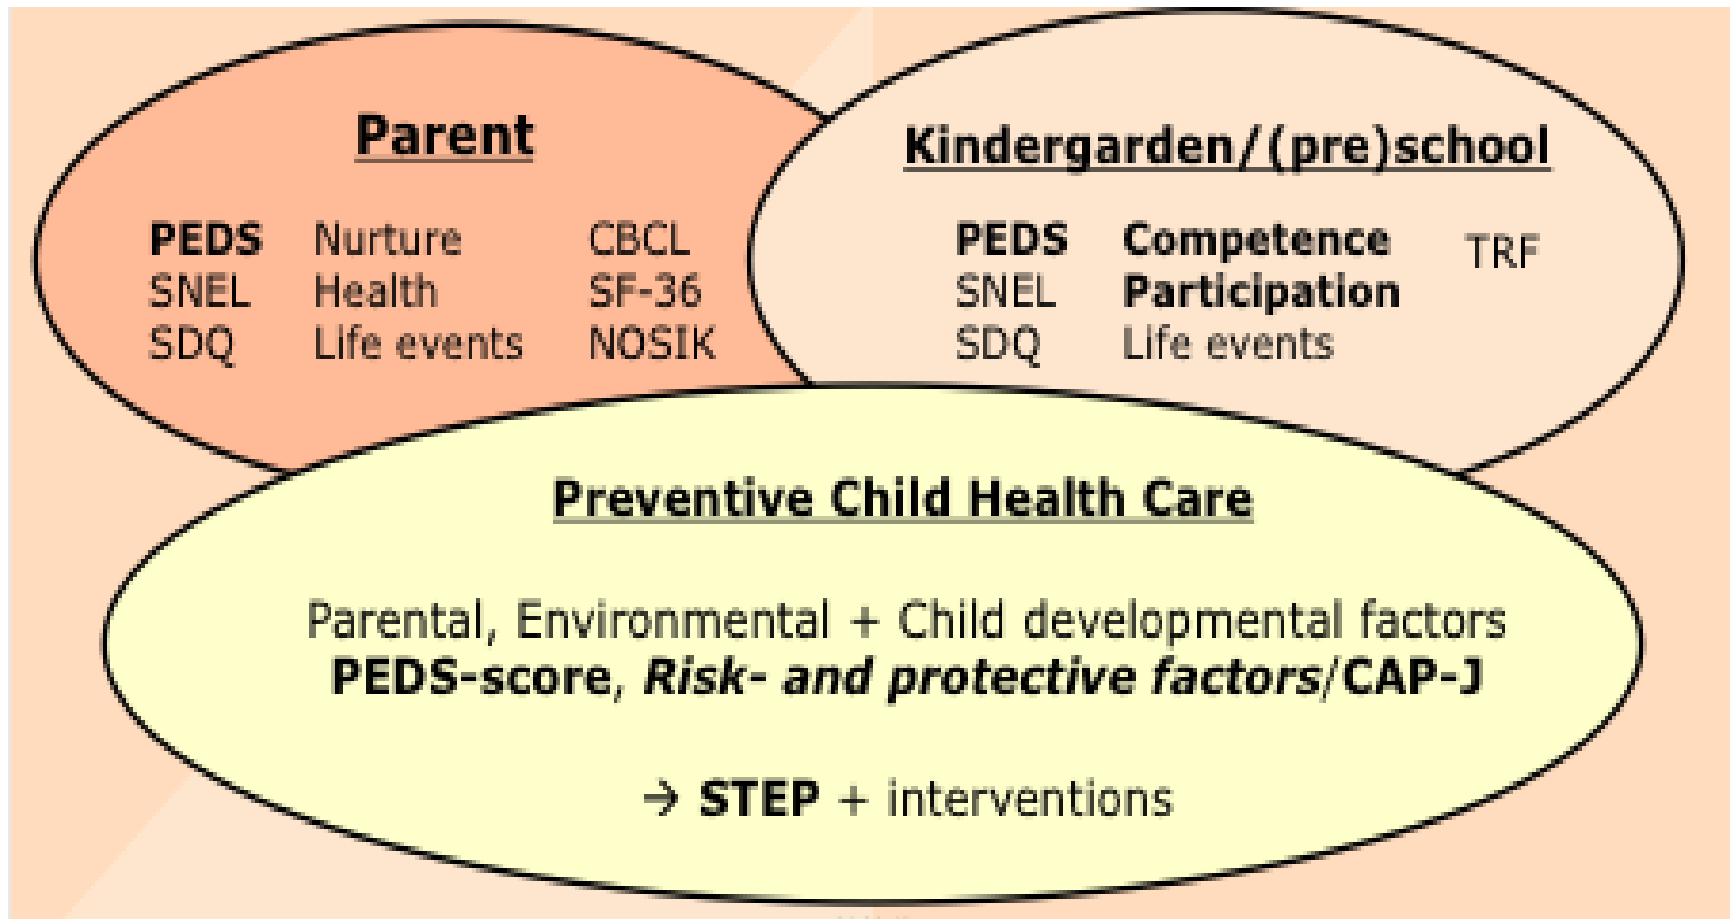 Parent
PEDS Nurture CBCL
SNEL Health SF-36
SDQ Life events NOSIK
Kindergarden/(pre)school
PEDS Competence TRF
SNEL Participation
SDQ Life events
Preventive Child Health Care
Parental, Environmental + Child developmental factors
PEDS-score, Risk- and protective factors/CAP-J
→ STEP + interventions